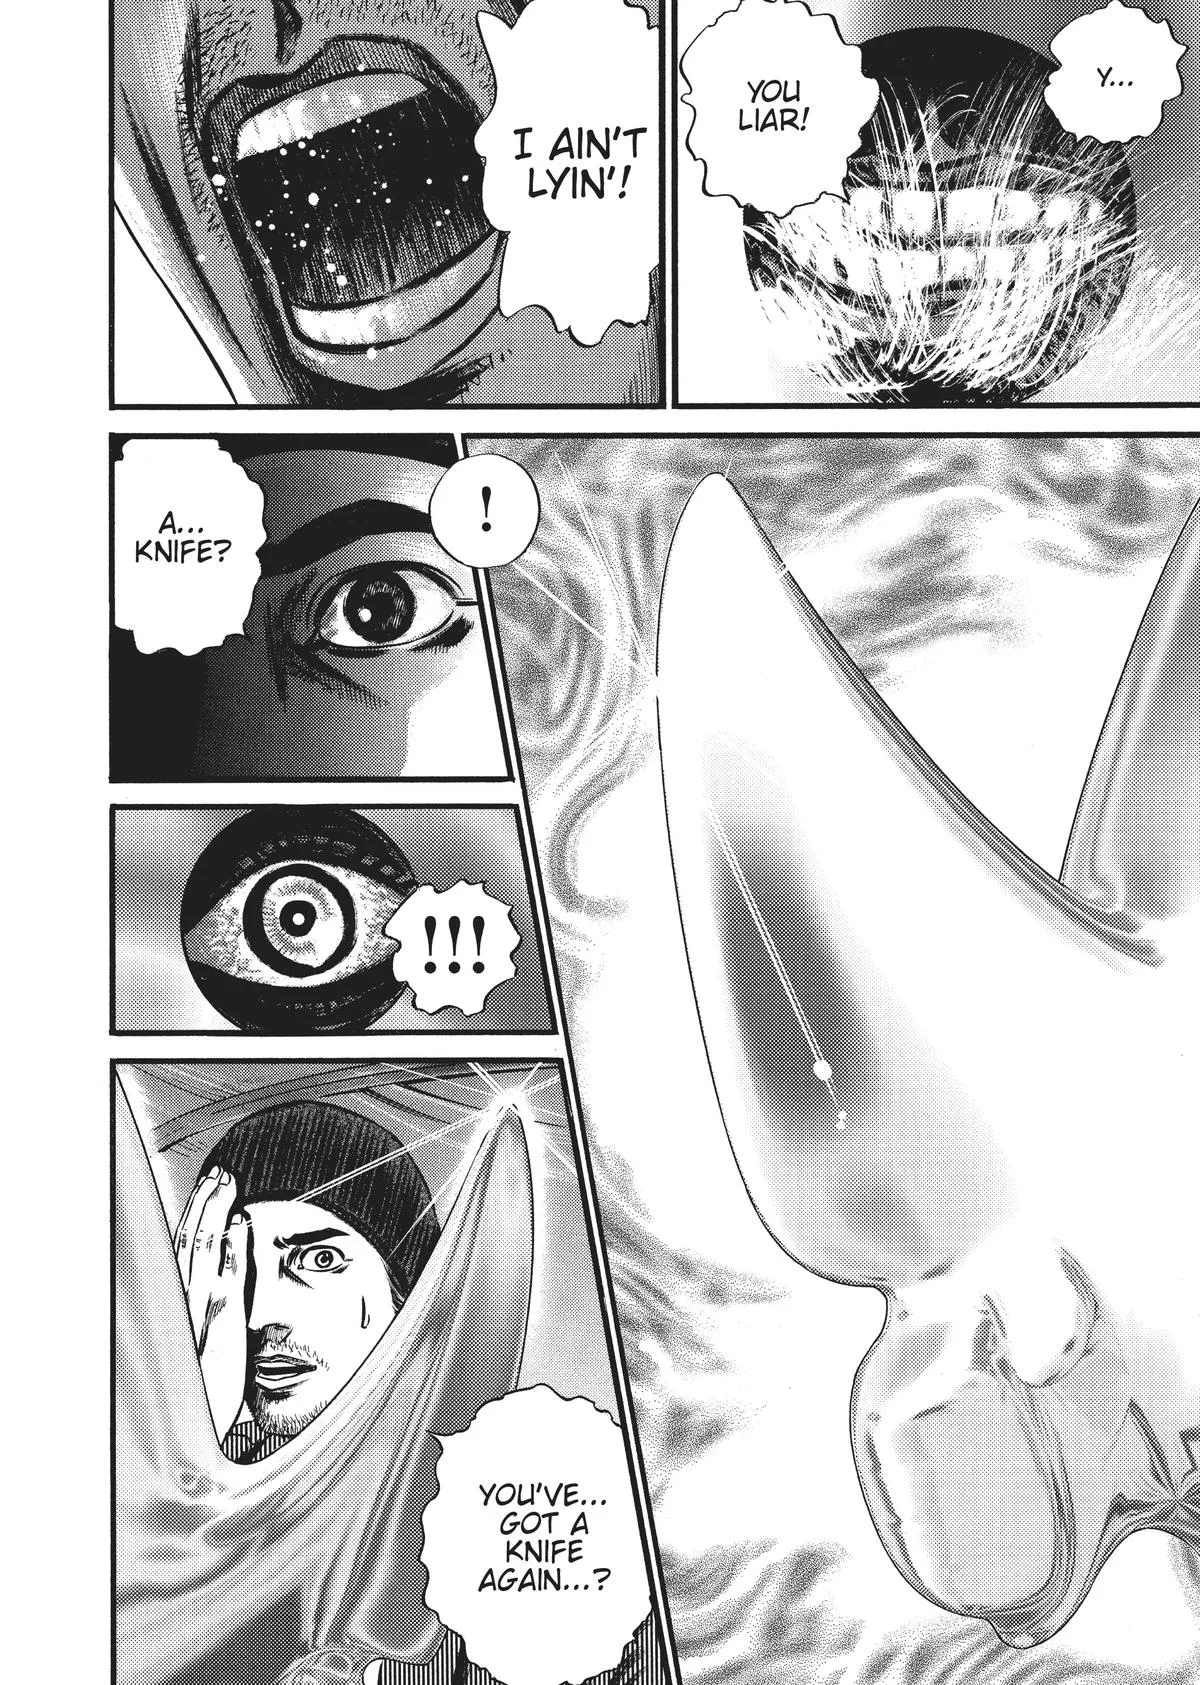 Y...
YOU
LIAR!
I AIN'T
LYIN'!
!
A...
KNIFE?
!!!
YOU'VE...
GOT A
KNIFE
AGAIN...?